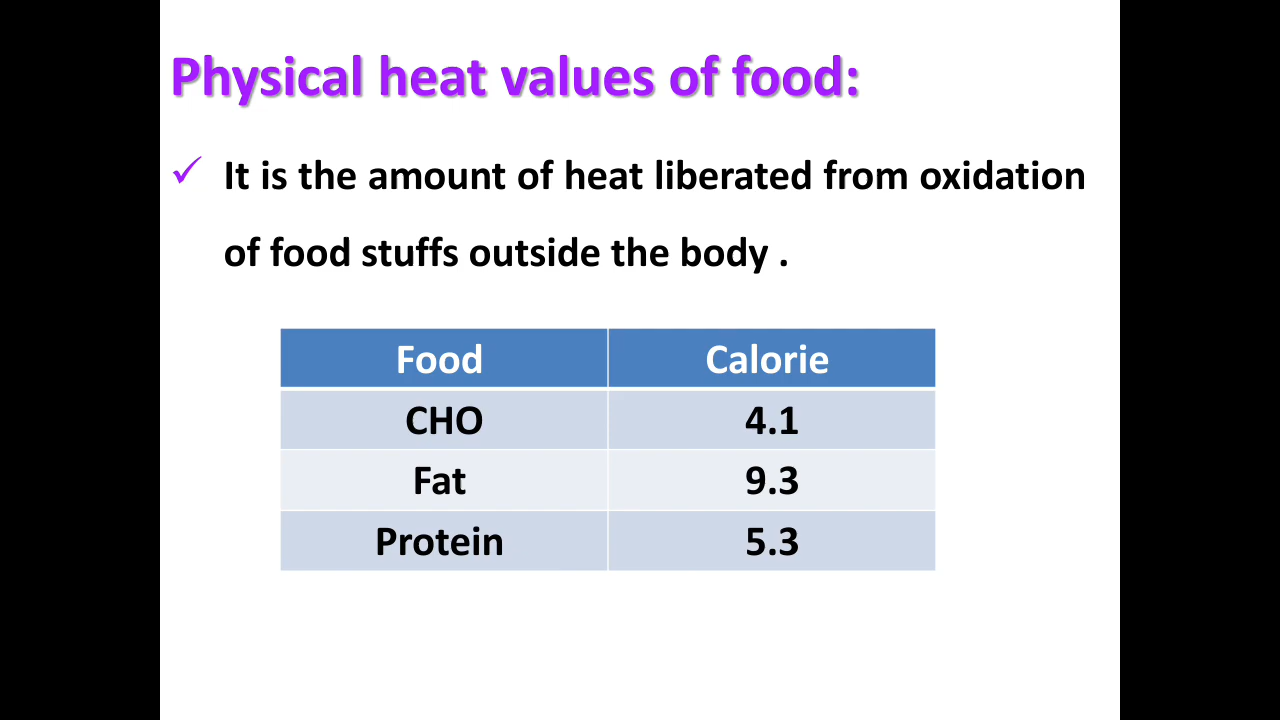 Physical heat values of food:
✓ It is the amount of heat liberated from oxidation
of food stuffs outside the body .
Food Calorie
CHO 4.1
Fat 9.3
Protein 5.3